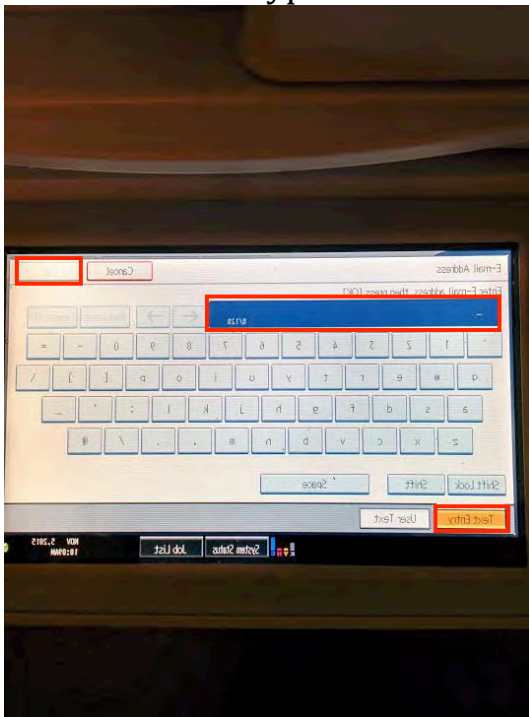 E-mail Address Cancel
Enter E-mail address, then press [OK]
0/128
` 1 2 3 4 5 6 7 8 9 0 - =
q w e r t y u i o p [ ] \
a s d f g h j k l ; ' _
z x c v b n m , . / @
Shift Lock Shift Space
Text Entry User Text
System Status Job List NOV 5,2015
10:09AM